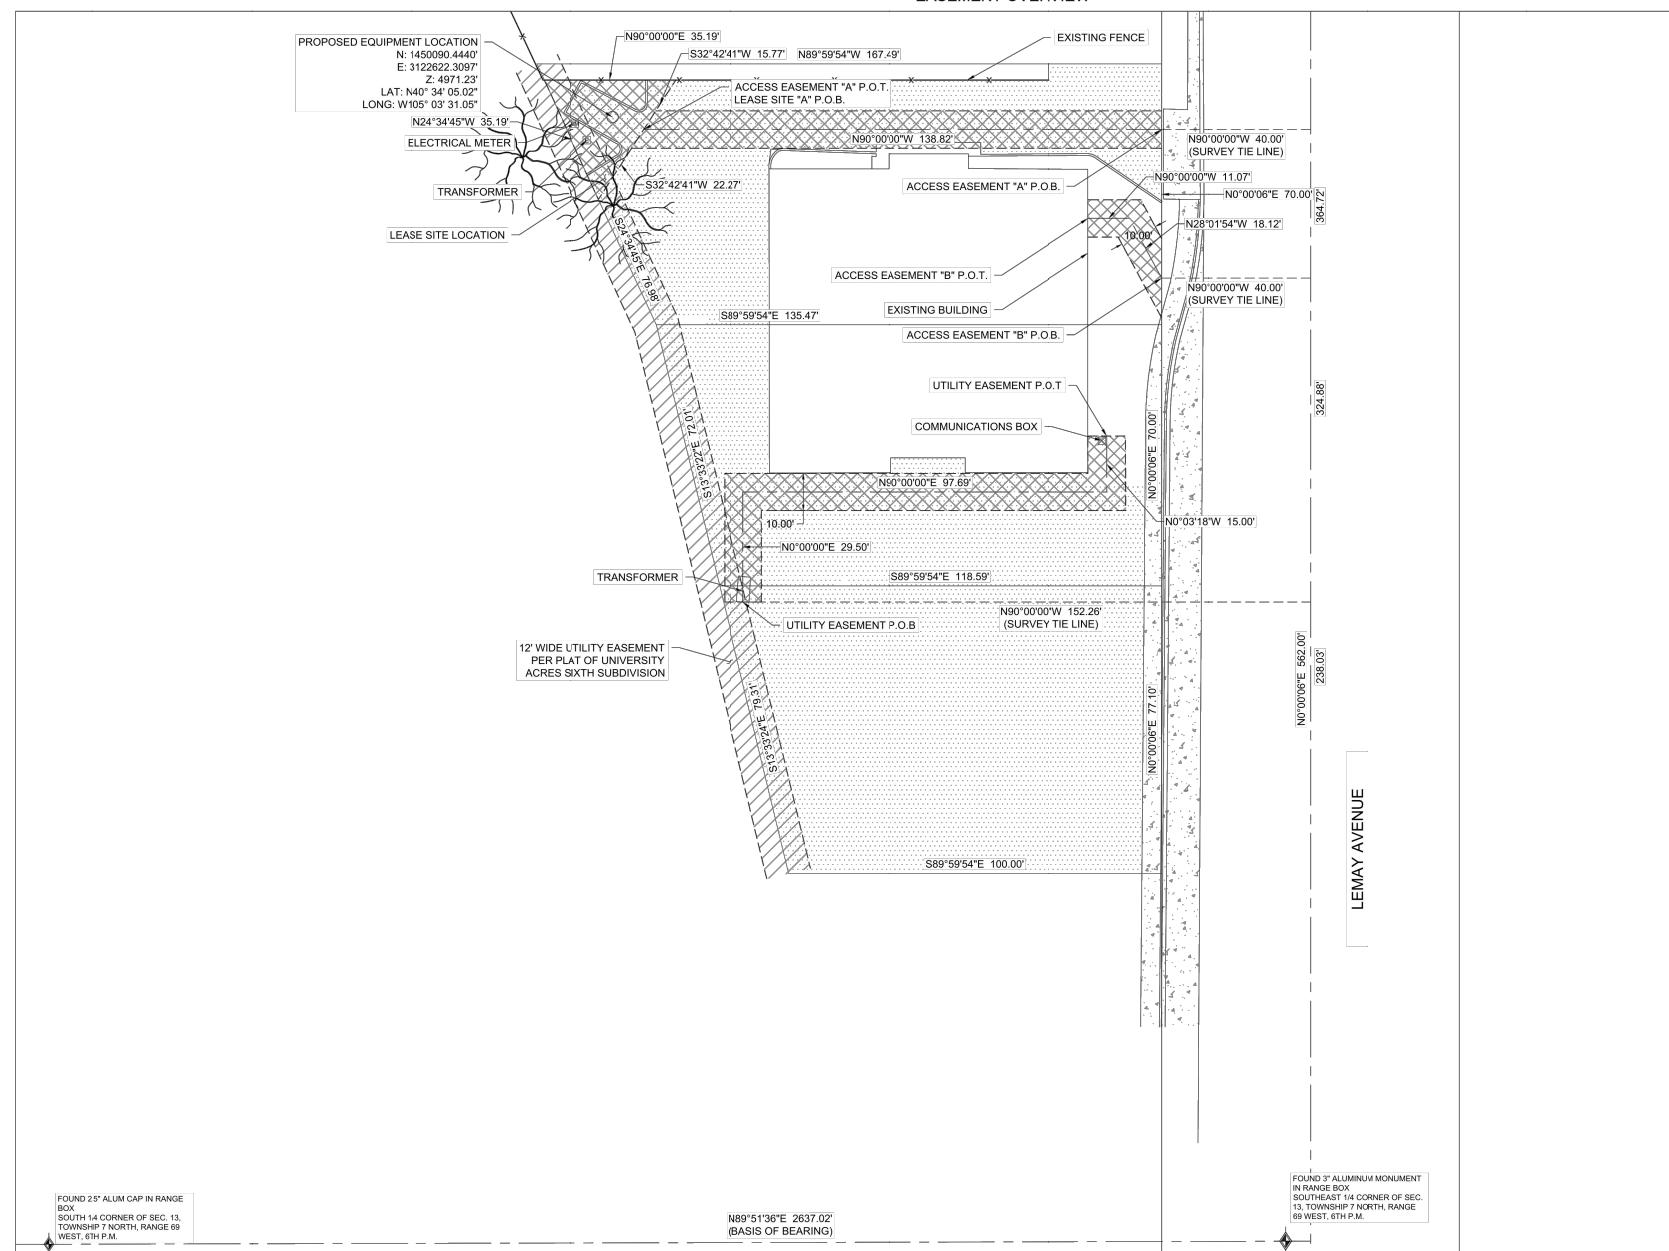 PROPOSED EQUIPMENT LOCATION
N: 1450090.4440'
E: 3122622.3097'
Z: 4971.23'
LAT: N40° 34' 05.02"
LONG: W105° 03' 31.05"
N90°00'00"E 35.19'
S32°42'41"W 15.77'
N89°59'54"W 167.49'
EXISTING FENCE
ACCESS EASEMENT "A" P.O.T.
LEASE SITE "A" P.O.B.
N24°34'45"W 35.19'
ELECTRICAL METER
TRANSFORMER
LEASE SITE LOCATION
S32°42'41"W 22.27'
S24°34'45"E 76.98'
N90°00'00"W 138.82'
N90°00'00"W 40.00'
(SURVEY TIE LINE)
ACCESS EASEMENT "A" P.O.B.
N90°00'00"W 11.07'
N0°00'06"E 70.00'
364.72'
N28°01'54"W 18.12'
10.00'
ACCESS EASEMENT "B" P.O.T.
N90°00'00"W 40.00'
(SURVEY TIE LINE)
EXISTING BUILDING
S89°59'54"E 135.47'
ACCESS EASEMENT "B" P.O.B.
UTILITY EASEMENT P.O.T
324.88'
COMMUNICATIONS BOX
S13°33'22"E 72.01'
N0°00'06"E 70.00'
N90°00'00"E 97.69'
10.00'
N0°03'18"W 15.00'
N0°00'00"E 29.50'
TRANSFORMER
S89°59'54"E 118.59'
N90°00'00"W 152.26'
(SURVEY TIE LINE)
UTILITY EASEMENT P.O.B
12' WIDE UTILITY EASEMENT
PER PLAT OF UNIVERSITY
ACRES SIXTH SUBDIVISION
N0°00'06"E 562.00'
238.03'
S13°33'24"E 79.31'
N0°00'06"E 77.10'
LEMAY AVENUE
S89°59'54"E 100.00'
FOUND 2.5" ALUM CAP IN RANGE
BOX
SOUTH 1/4 CORNER OF SEC. 13,
TOWNSHIP 7 NORTH, RANGE 69
WEST, 6TH P.M.
N89°51'36"E 2637.02'
(BASIS OF BEARING)
FOUND 3" ALUMINUM MONUMENT
IN RANGE BOX
SOUTHEAST 1/4 CORNER OF SEC.
13, TOWNSHIP 7 NORTH, RANGE
69 WEST, 6TH P.M.